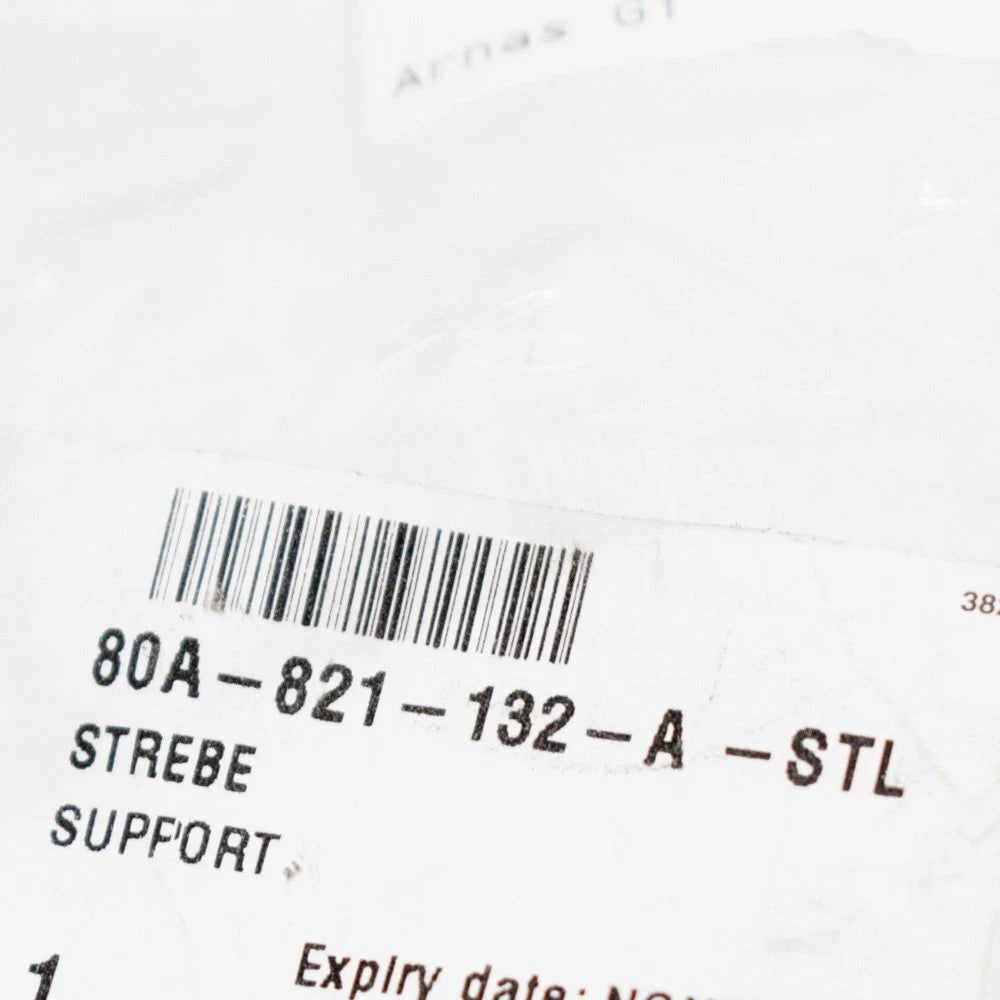 Arnas GT
80A-821-132-A -STL
STREBE
SUPPORT
1
Expiry date: